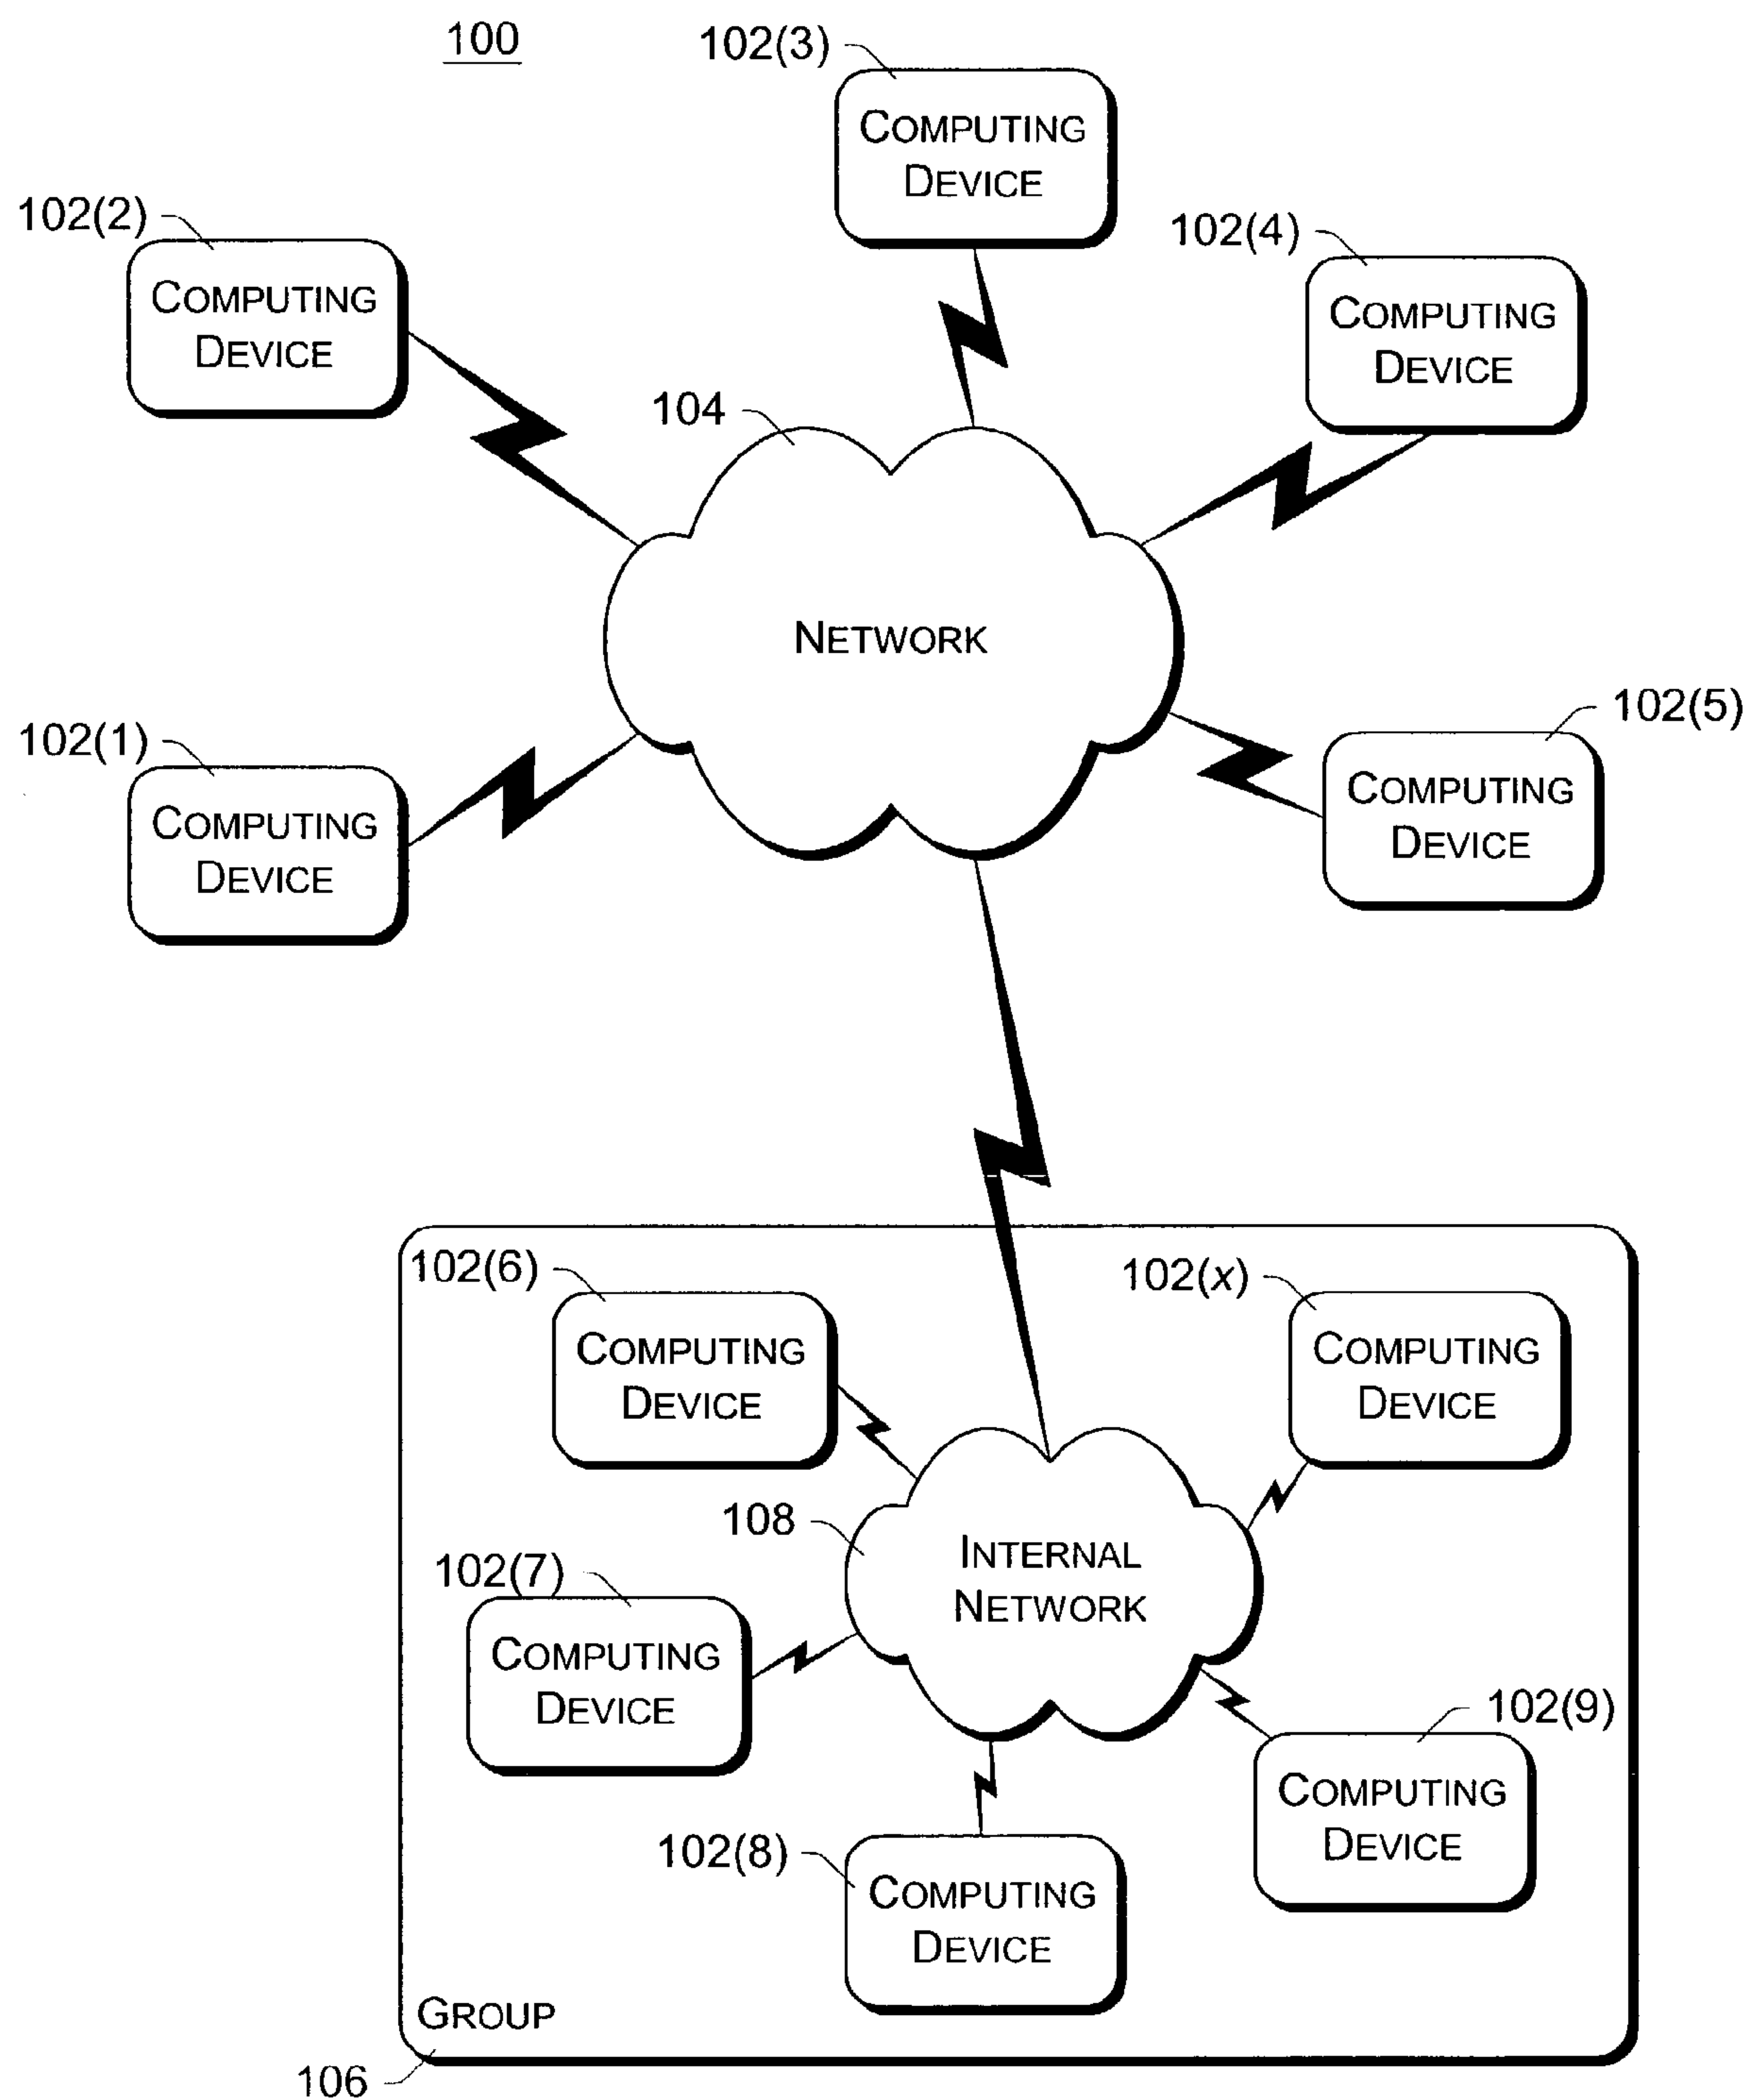 100
102(3)
COMPUTING
DEVICE
102(2)
COMPUTING
DEVICE
102(4)
COMPUTING
DEVICE
104
NETWORK
102(1)
COMPUTING
DEVICE
102(5)
COMPUTING
DEVICE
102(6)
COMPUTING
DEVICE
102(x)
COMPUTING
DEVICE
108
INTERNAL
NETWORK
102(7)
COMPUTING
DEVICE
102(9)
COMPUTING
DEVICE
102(8)
COMPUTING
DEVICE
GROUP
106